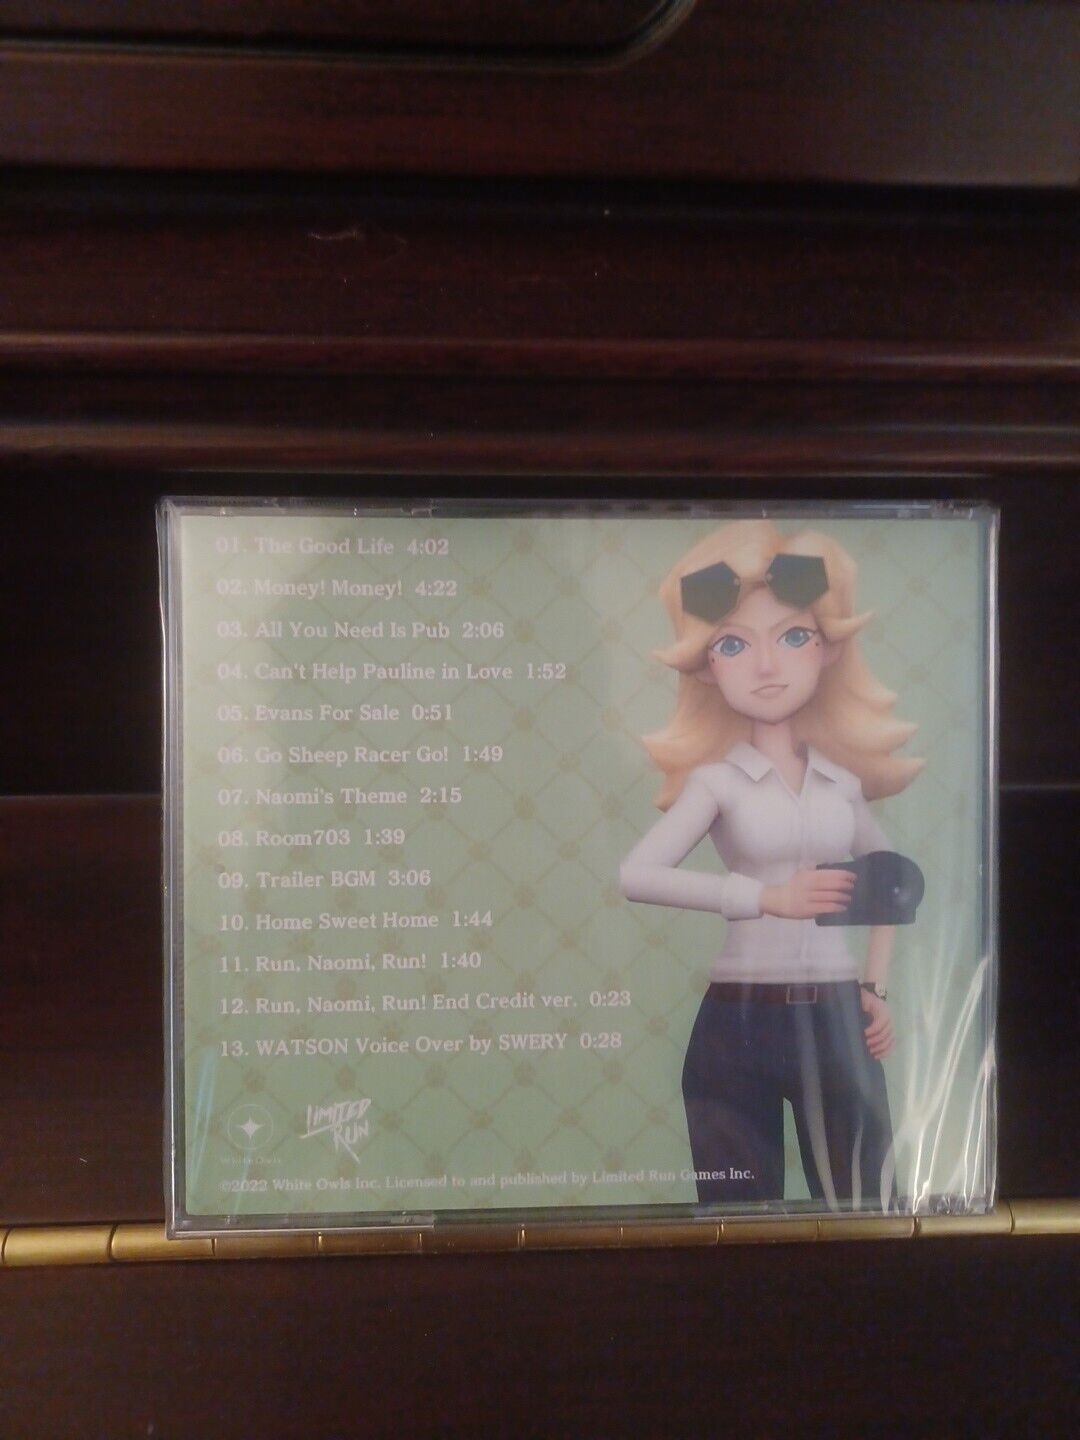 01. The Good Life 4:02
02. Money! Money! 4:22
03. All You Need Is Pub 2:06
04. Can't Help Pauline in Love 1:52
05. Evans For Sale 0:51
06. Go Sheep Racer Go! 1:49
07. Naomi's Theme 2:15
08. Room703 1:39
09. Trailer BGM 3:06
10. Home Sweet Home 1:44
11. Run, Naomi, Run! 1:40
12. Run, Naomi, Run! End Credit ver. 0:23
13. WATSON Voice Over by SWERY 0:28
LIMITED
RUN
White Owls
©2022 White Owls Inc. Licensed to and published by Limited Run Games Inc.